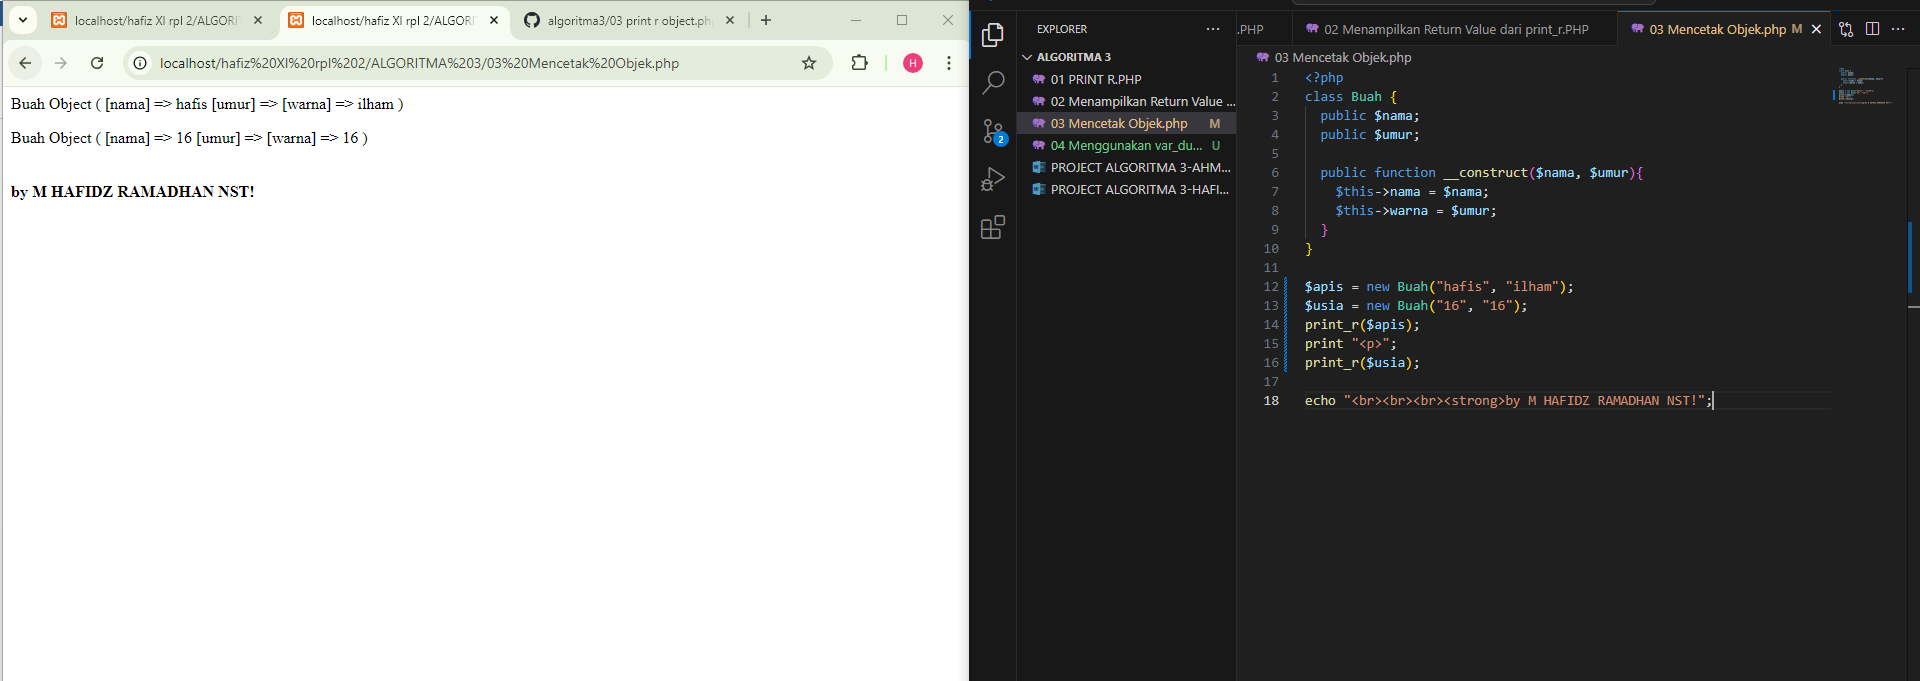 localhost/hafiz XI rpl 2/ALGORI
localhost/hafiz XI rpl 2/ALGORI
algoritma3/03 print r object.ph
localhost/hafiz%20XI%20rpl%202/ALGORITMA%203/03%20Mencetak%20Objek.php
H
Buah Object ( [nama] => hafis [umur] => [warna] => ilham )
Buah Object ( [nama] => 16 [umur] => [warna] => 16 )
by M HAFIDZ RAMADHAN NST!
2
EXPLORER
ALGORITMA 3
01 PRINT R.PHP
02 Menampilkan Return Value ...
03 Mencetak Objek.php M
04 Menggunakan var_du... U
PROJECT ALGORITMA 3-AHM...
PROJECT ALGORITMA 3-HAFI...
.PHP
02 Menampilkan Return Value dari print_r.PHP
03 Mencetak Objek.php M
03 Mencetak Objek.php
1 <?php
2 class Buah {
3 public $nama;
4 public $umur;
5
6 public function __construct($nama, $umur){
7 $this->nama = $nama;
8 $this->warna = $umur;
9 }
10 }
11
12 $apis = new Buah("hafis", "ilham");
13 $usia = new Buah("16", "16");
14 print_r($apis);
15 print "<p>";
16 print_r($usia);
17
18 echo "<br><br><br><strong>by M HAFIDZ RAMADHAN NST!";